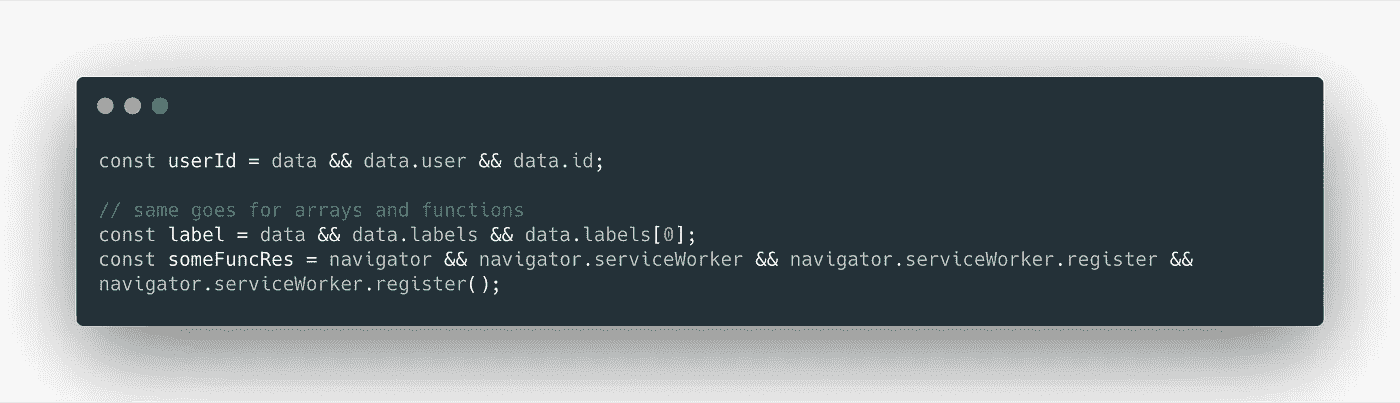 const userId = data && data.user && data.id;
// same goes for arrays and functions
const label = data && data.labels && data.labels[0];
const someFuncRes = navigator && navigator.serviceWorker && navigator.serviceWorker.register &&
navigator.serviceWorker.register();